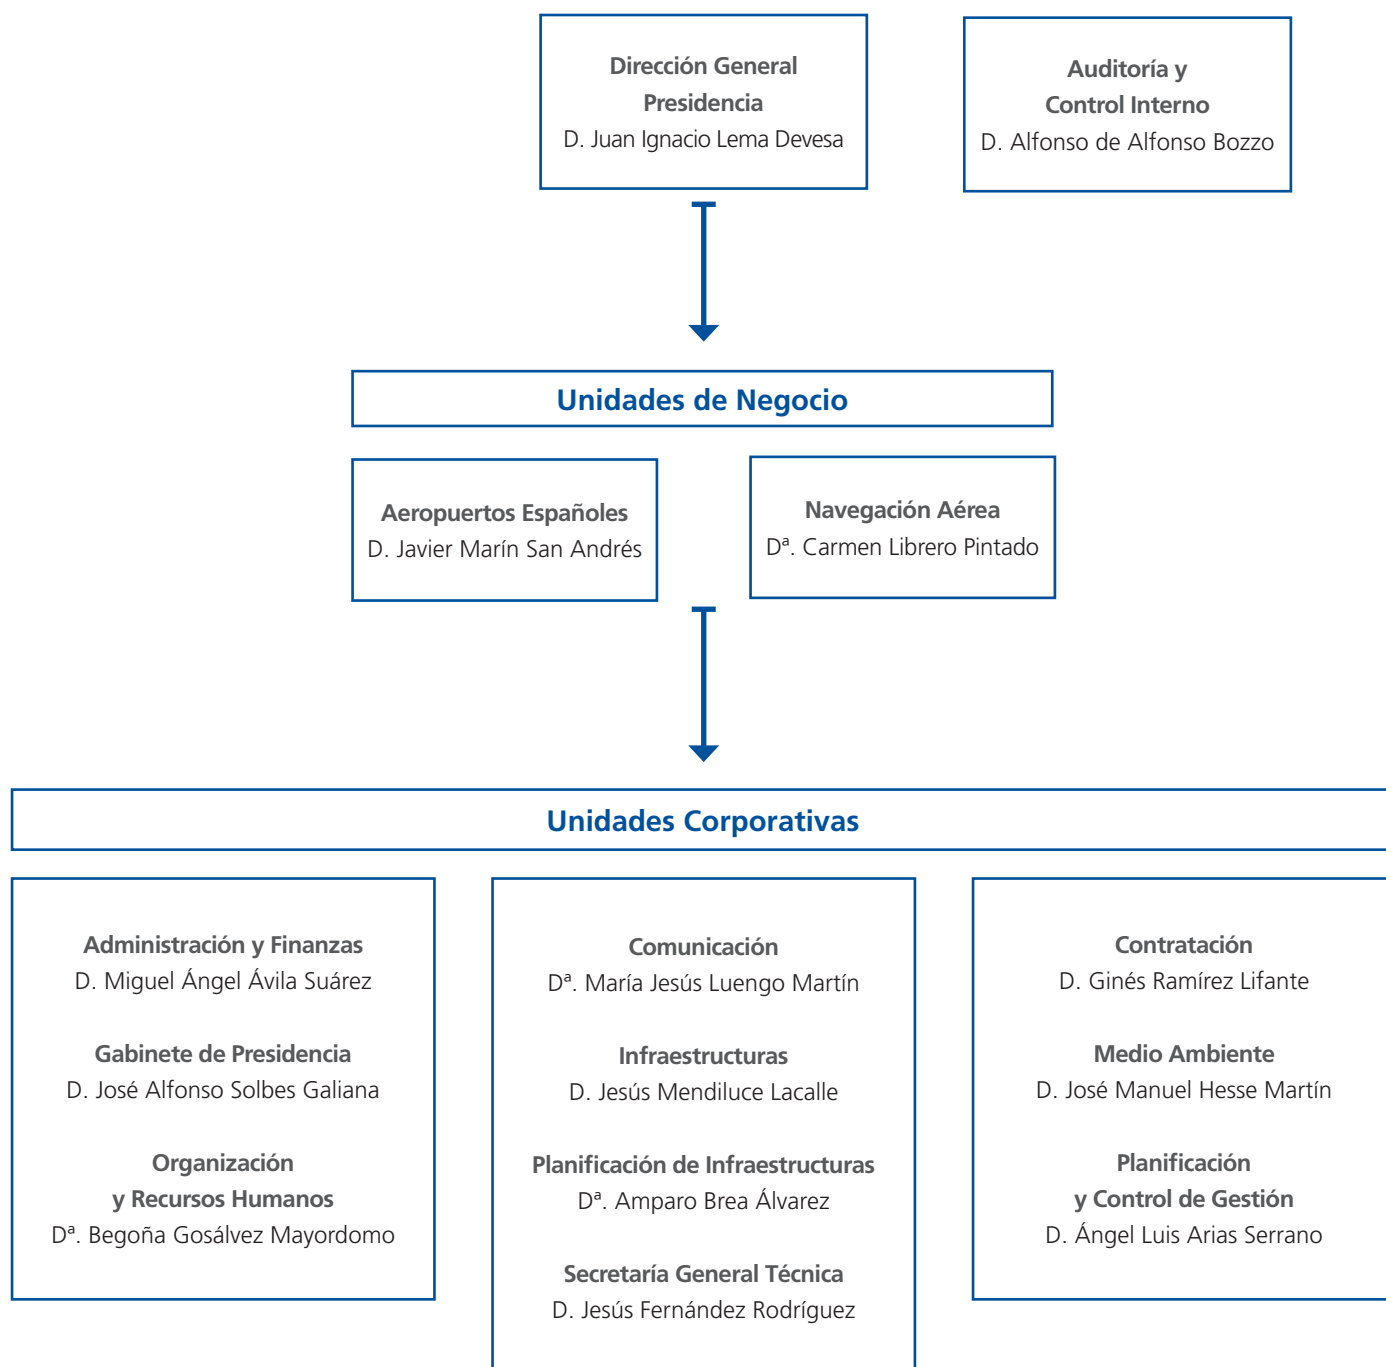 Dirección General
Presidencia
D. Juan Ignacio Lema Devesa
Auditoría y
Control Interno
D. Alfonso de Alfonso Bozzo
Unidades de Negocio
Aeropuertos Españoles
D. Javier Marín San Andrés
Navegación Aérea
Dª. Carmen Librero Pintado
Unidades Corporativas
Administración y Finanzas
D. Miguel Ángel Ávila Suárez
Gabinete de Presidencia
D. José Alfonso Solbes Galiana
Organización
y Recursos Humanos
Dª. Begoña Gosálvez Mayordomo
Comunicación
Dª. María Jesús Luengo Martín
Infraestructuras
D. Jesús Mendiluce Lacalle
Planificación de Infraestructuras
Dª. Amparo Brea Álvarez
Secretaría General Técnica
D. Jesús Fernández Rodríguez
Contratación
D. Ginés Ramírez Lifante
Medio Ambiente
D. José Manuel Hesse Martín
Planificación
y Control de Gestión
D. Ángel Luis Arias Serrano